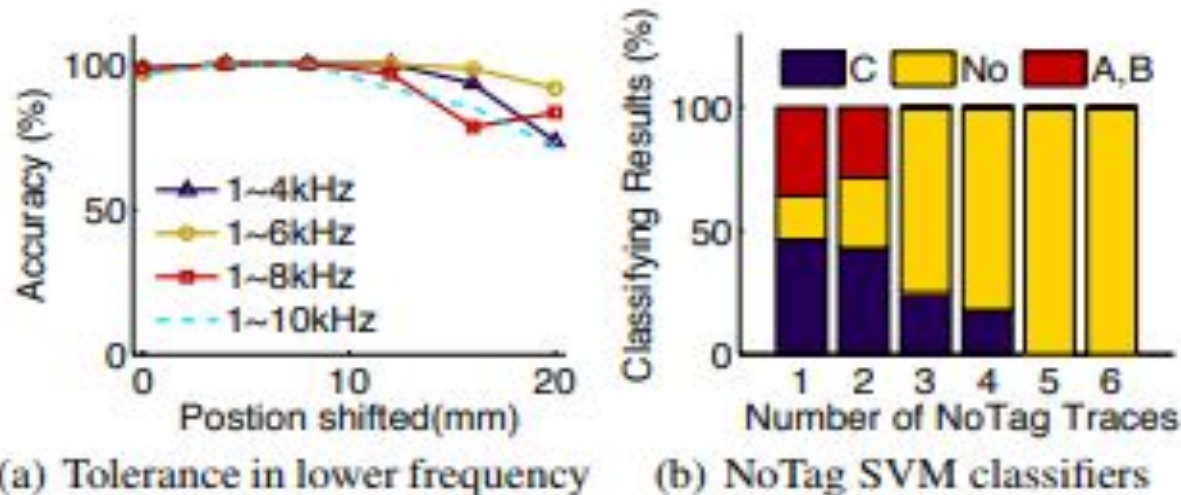 Accuracy (%)
100
50
0
1~4kHz
1~6kHz
1~8kHz
1~10kHz
0 10 20
Postion shifted(mm)
(a) Tolerance in lower frequency
Classifying Results (%)
C No A,B
100
50
0
1 2 3 4 5 6
Number of NoTag Traces
(b) NoTag SVM classifiers